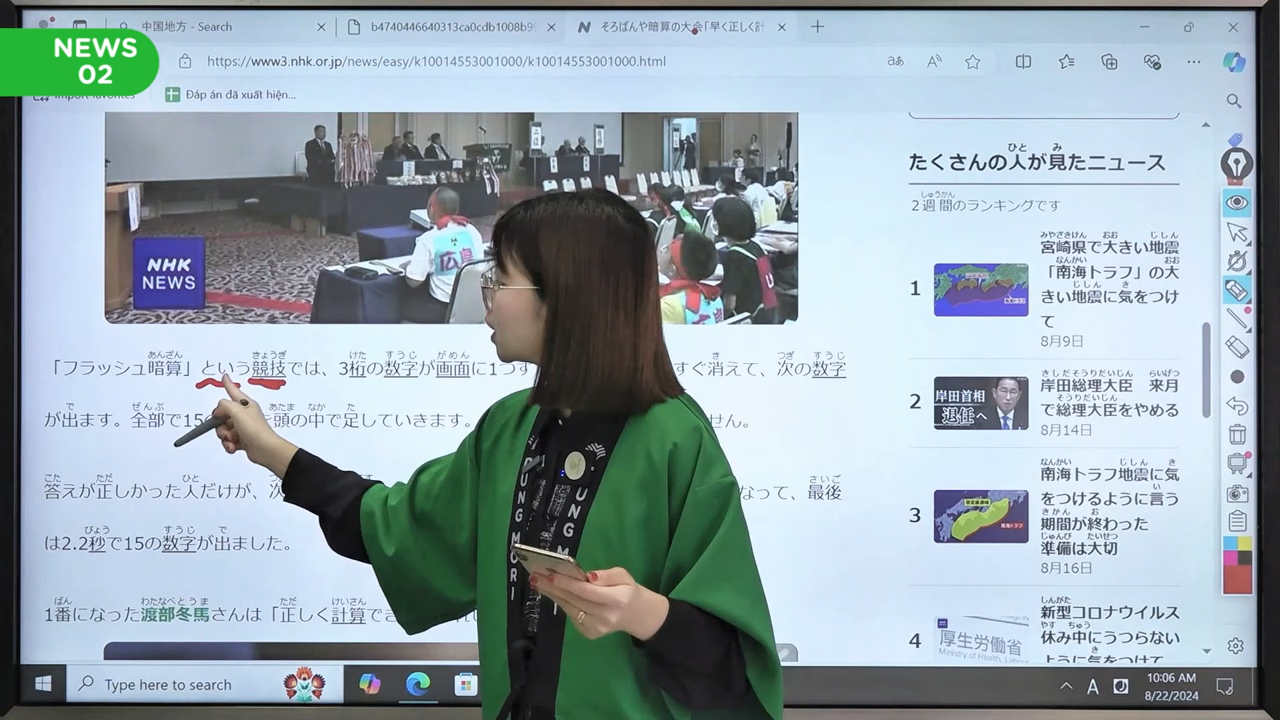 NEWS
02
中国地方 - Search
b4740446640313ca0cdb1008b9
そろばんや暗算の大会「早く正しく計
https://www3.nhk.or.jp/news/easy/k10014553001000/k10014553001000.html
Import favorites
Đáp án đã xuất hiện...
広島
NHK
NEWS
「フラッシュ暗算」という競技では、3桁の数字が画面に1つず
すぐ消えて、次の数字
が出ます。全部で15
頭の中で足していきます。
せん。
答えが正しかった人だけが、
なって、最後
は2.2秒で15の数字が出ました。
1番になった渡部冬馬さんは「正しく計算でき
たくさんの人が見たニュース
2週間のランキングです
1
宮崎県で大きい地震
「南海トラフ」の大
きい地震に気をつけ
て
8月9日
2
岸田首相
退任へ
岸田総理大臣 来月
で総理大臣をやめる
8月14日
3
南海トラフ地震に気
をつけるように言う
期間が終わった
準備は大切
8月16日
4
厚生労働省
Ministry of Health, Labou
新型コロナウイルス
休み中にうつらない
ように気をつけて
UNG MORI
UNG M
Type here to search
A
10:06 AM
8/22/2024